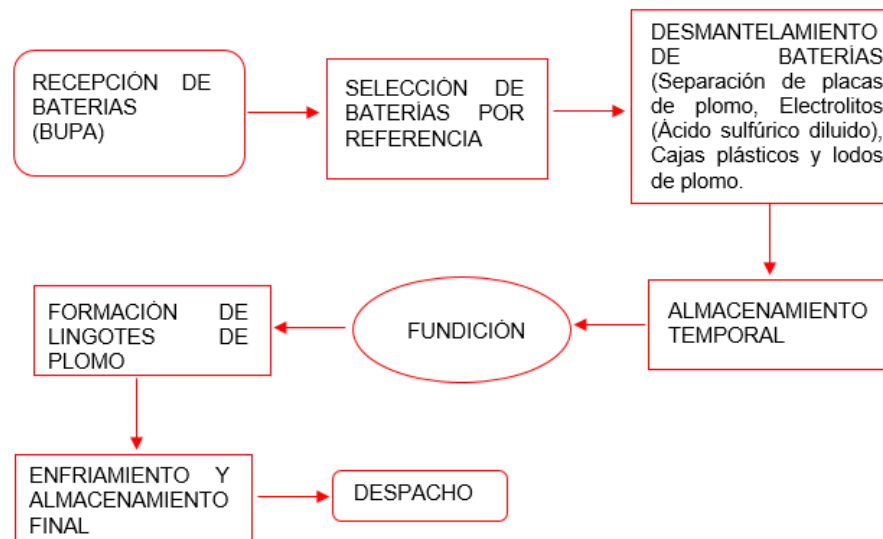 RECEPCIÓN DE
BATERIAS
(BUPA)
SELECCIÓN DE
BATERÍAS POR
REFERENCIA
DESMANTELAMIENTO
DE BATERÍAS
(Separación de placas
de plomo, Electrolitos
(Ácido sulfúrico diluido),
Cajas plásticos y lodos
de plomo.
ALMACENAMIENTO
TEMPORAL
FUNDICIÓN
FORMACIÓN DE
LINGOTES DE
PLOMO
ENFRIAMIENTO Y
ALMACENAMIENTO
FINAL
DESPACHO